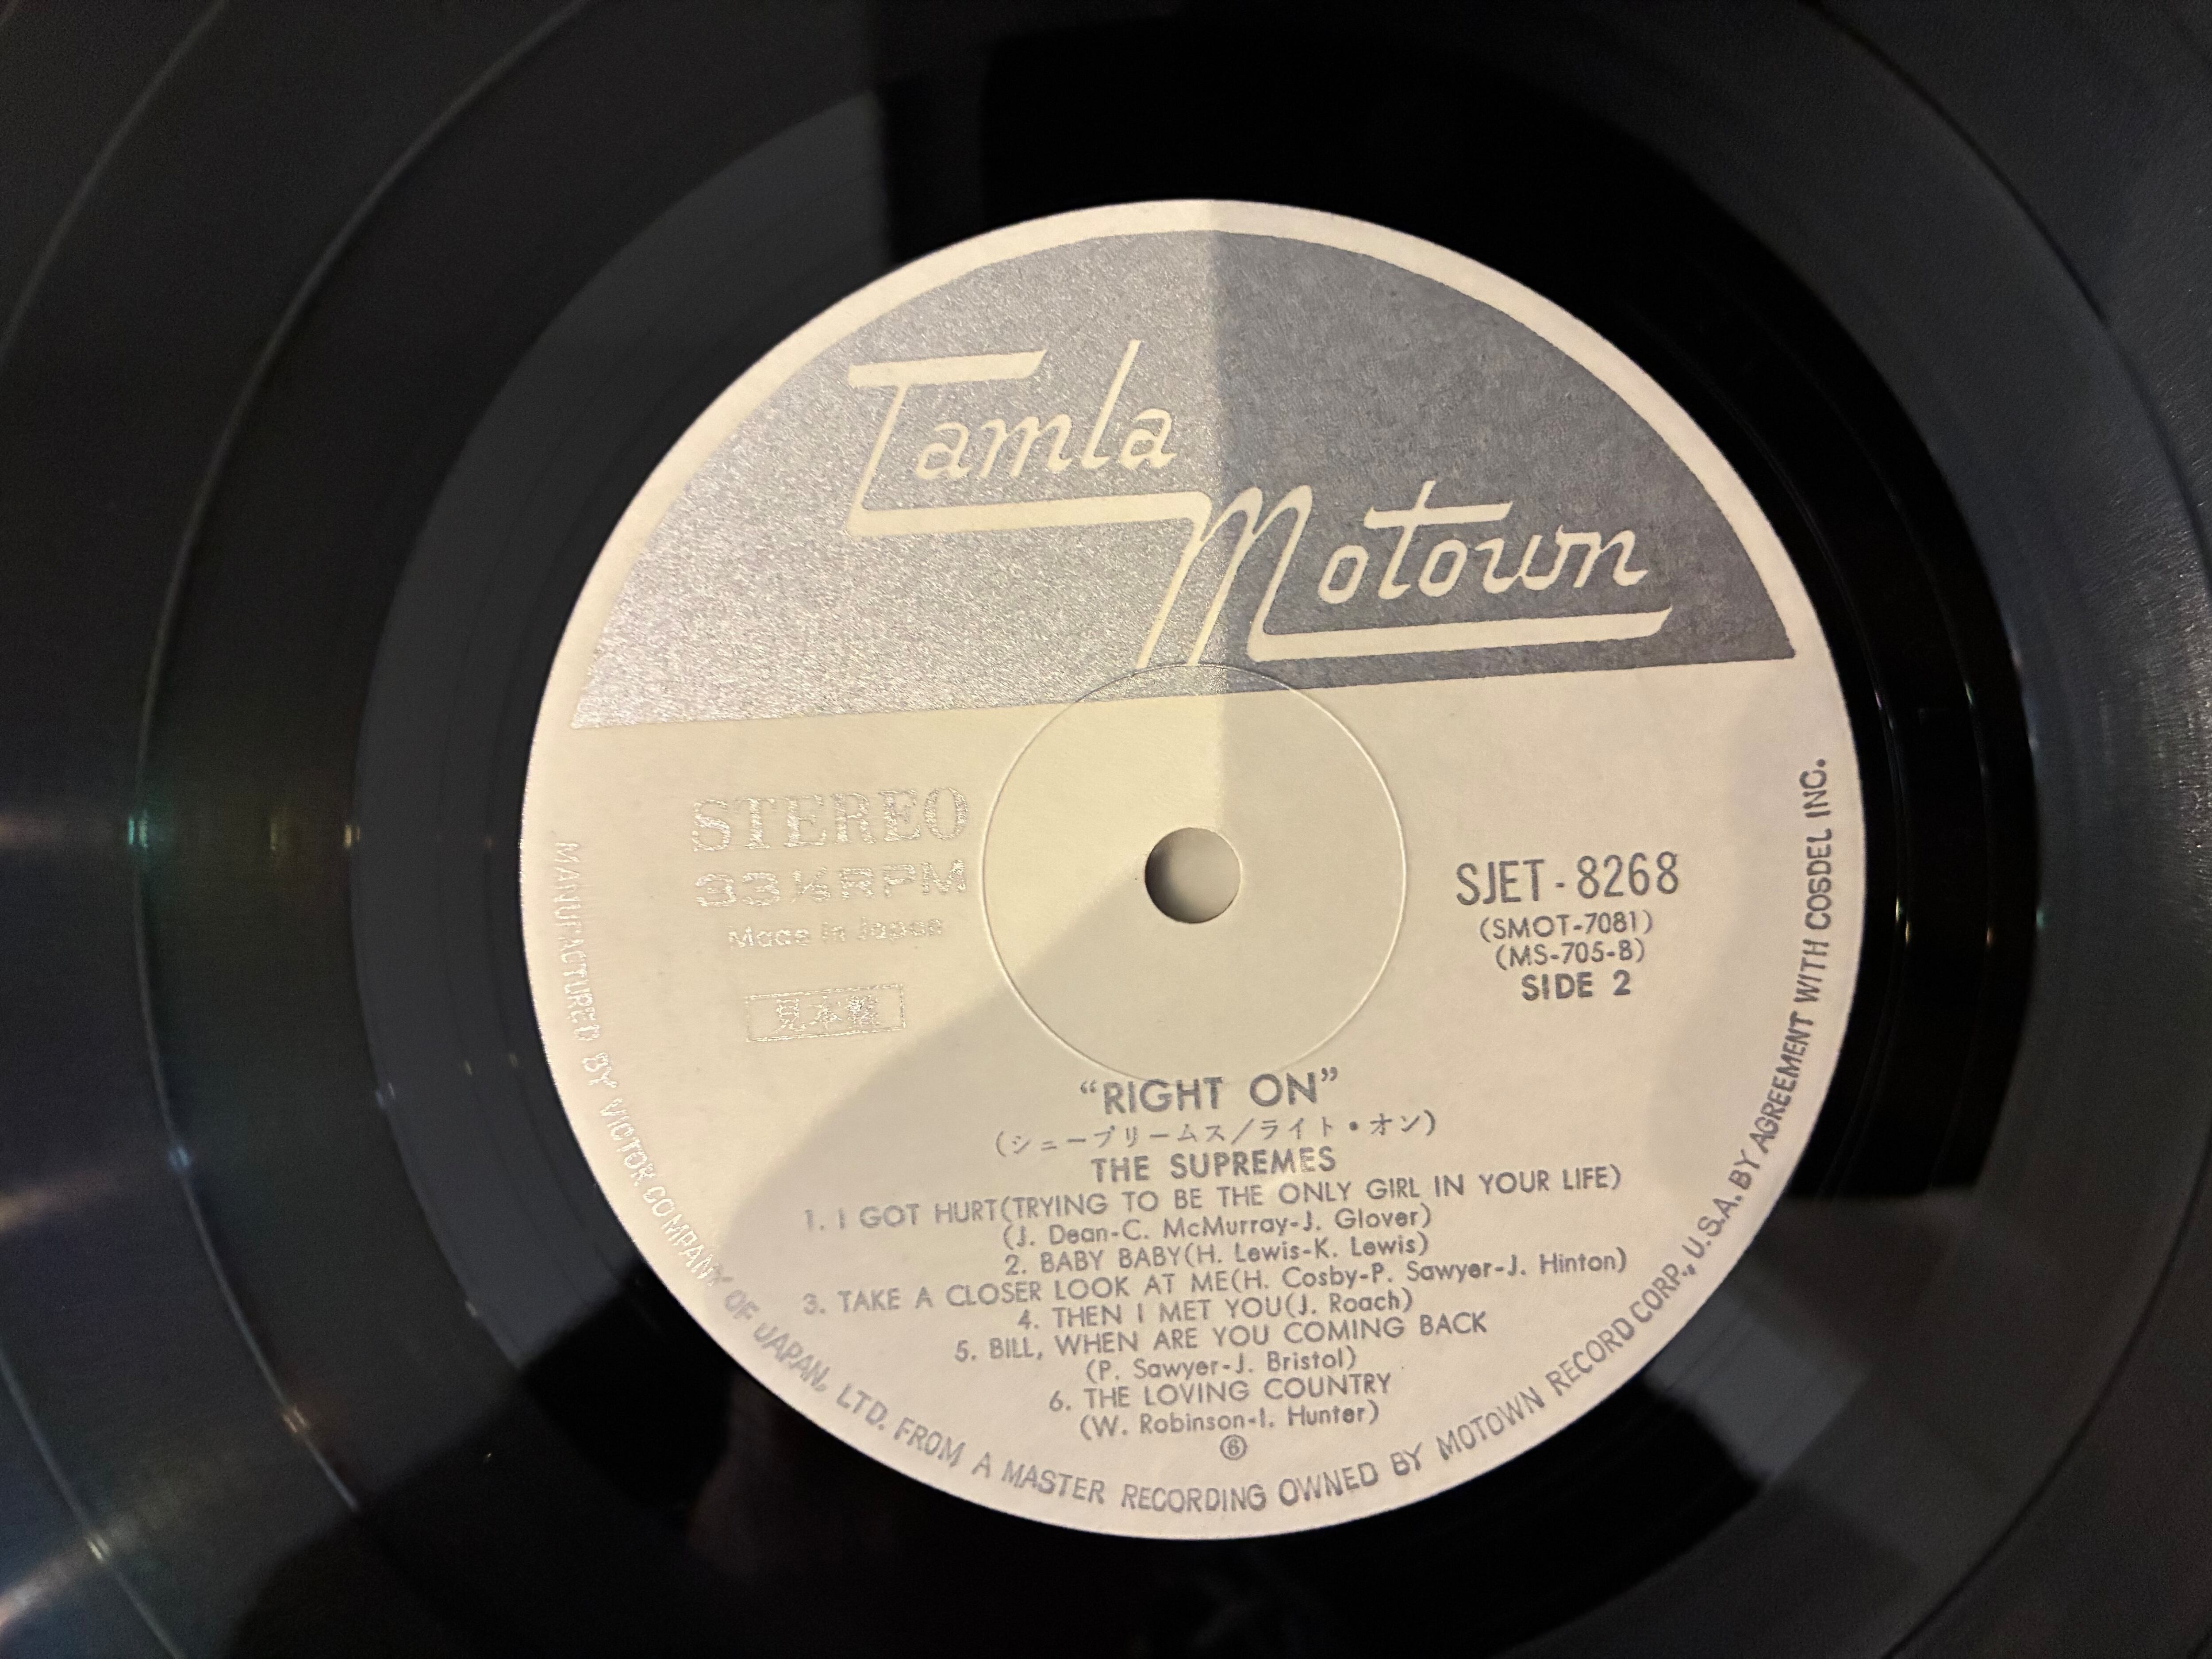 Tamla
Motown
STEREO
33⅓RPM
Made in Japan
見本盤
SJET-8268
(SMOT-7081)
(MS-705-B)
SIDE 2
“RIGHT ON”
(シュープリームス/ライト・オン)
THE SUPREMES
1. I GOT HURT(TRYING TO BE THE ONLY GIRL IN YOUR LIFE)
(J. Dean-C. McMurray-J. Glover)
2. BABY BABY(H. Lewis-K. Lewis)
3. TAKE A CLOSER LOOK AT ME(H. Cosby-P. Sawyer-J. Hinton)
4. THEN I MET YOU(J. Roach)
5. BILL, WHEN ARE YOU COMING BACK
(P. Sawyer-J. Bristol)
6. THE LOVING COUNTRY
(W. Robinson-I. Hunter)
⑥
MANUFACTURED BY VICTOR COMPANY OF JAPAN, LTD. FROM A MASTER RECORDING OWNED BY MOTOWN RECORD CORP., U.S.A. BY AGREEMENT WITH COSDEL INC.